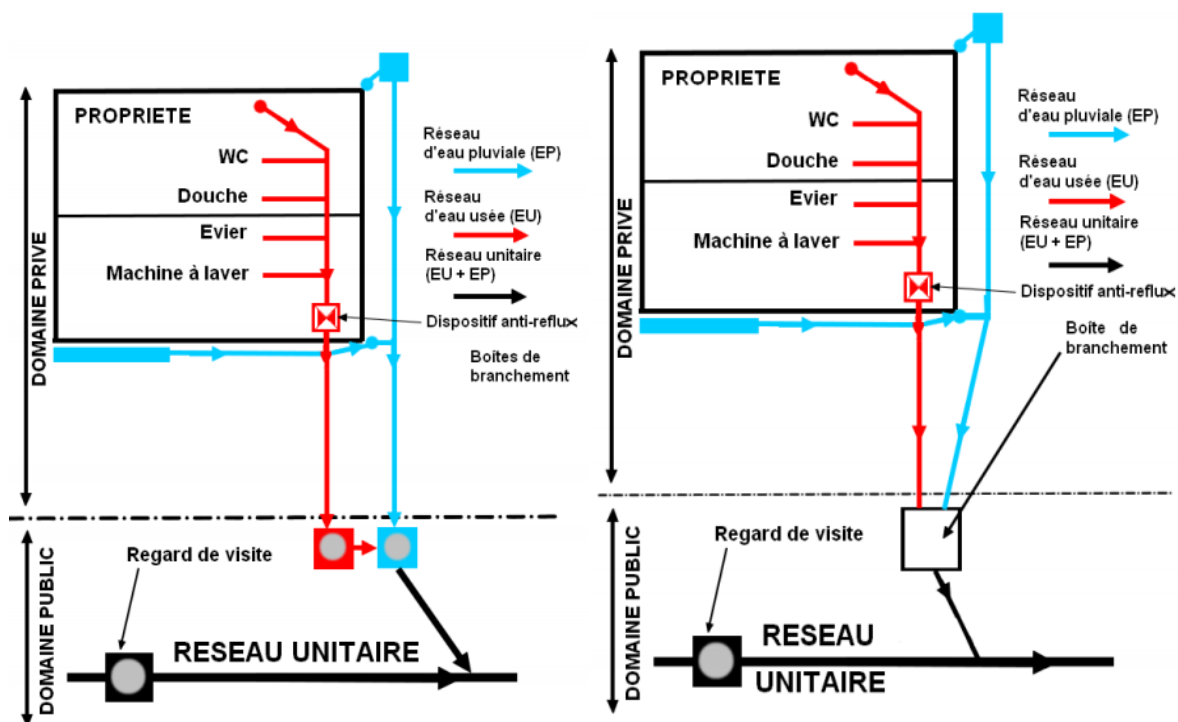 PROPRIETE
WC
Douche
Evier
Machine à laver
Réseau
d'eau pluviale (EP)
Réseau
d'eau usée (EU)
Réseau unitaire
(EU + EP)
Dispositif anti-reflux
Boîtes de
branchement
DOMAINE PRIVE
DOMAINE PUBLIC
Regard de visite
RESEAU UNITAIRE
PROPRIETE
WC
Douche
Evier
Machine à laver
Réseau
d'eau pluviale (EP)
Réseau
d'eau usée (EU)
Réseau unitaire
(EU + EP)
Dispositif anti-reflux
Boîte de
branchement
DOMAINE PRIVE
DOMAINE PUBLIC
Regard de visite
RESEAU
UNITAIRE